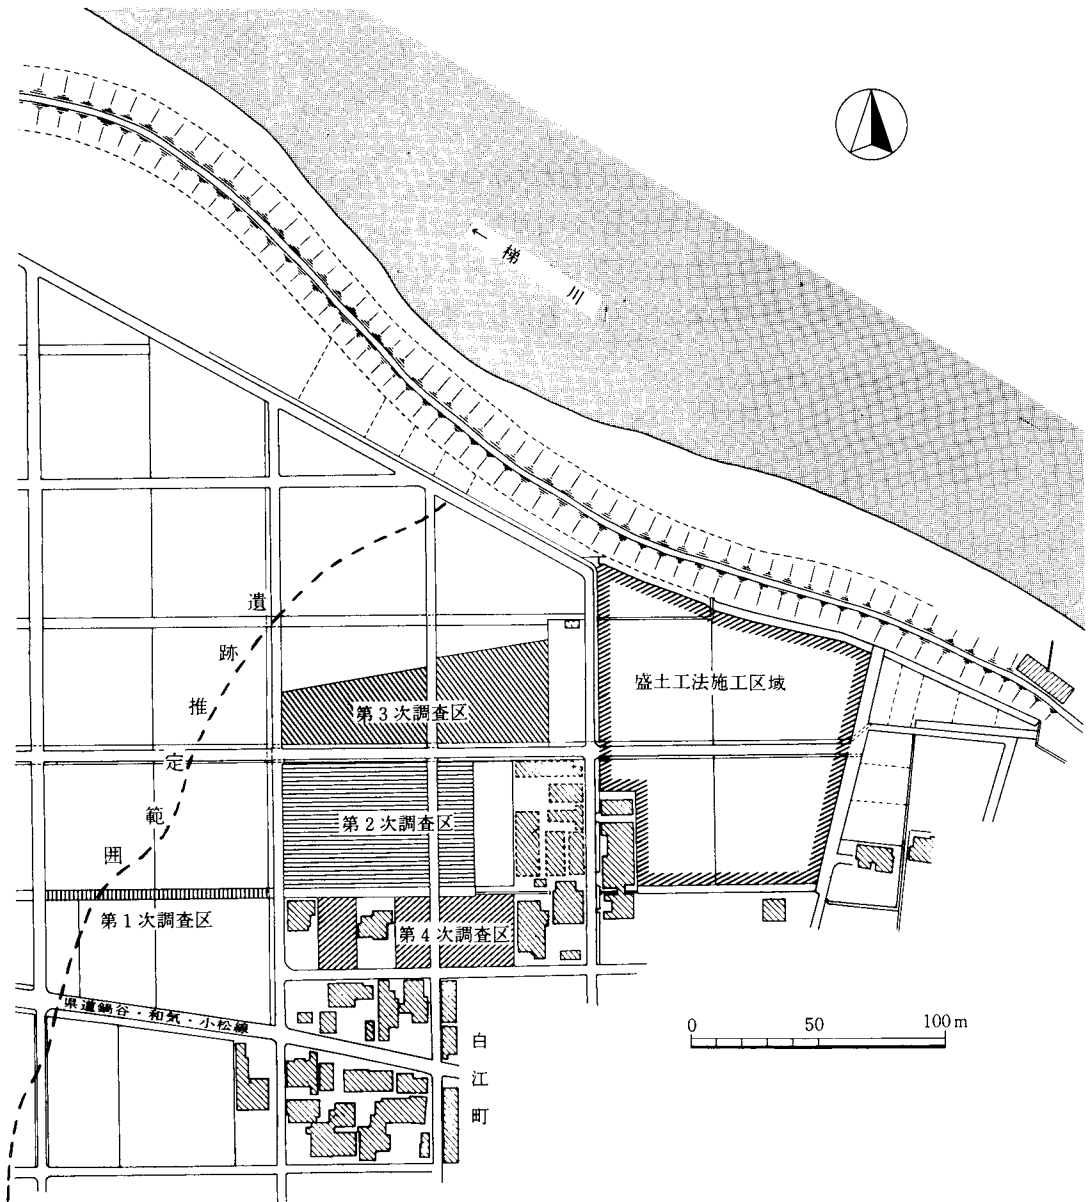 ← 梯川
遺跡推定範囲
盛土工法施工区域
第3次調査区
第2次調査区
第1次調査区
第4次調査区
県道鍋谷・和気・小松線
白江町
0 50 100m